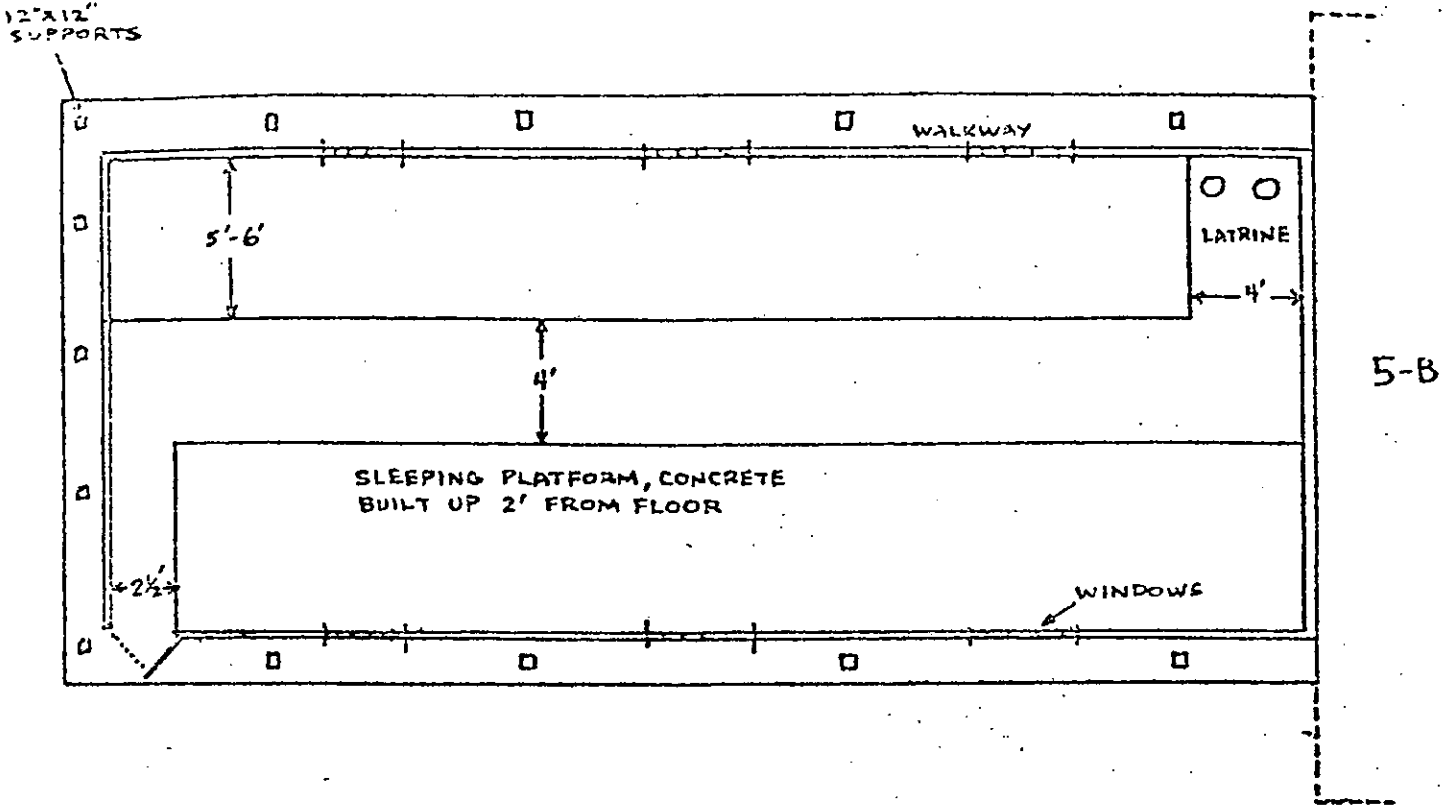 12"x12"
SUPPORTS
WALKWAY
5'-6'
LATRINE
4'
4'
5-B
SLEEPING PLATFORM, CONCRETE
BUILT UP 2' FROM FLOOR
2½'
WINDOWS